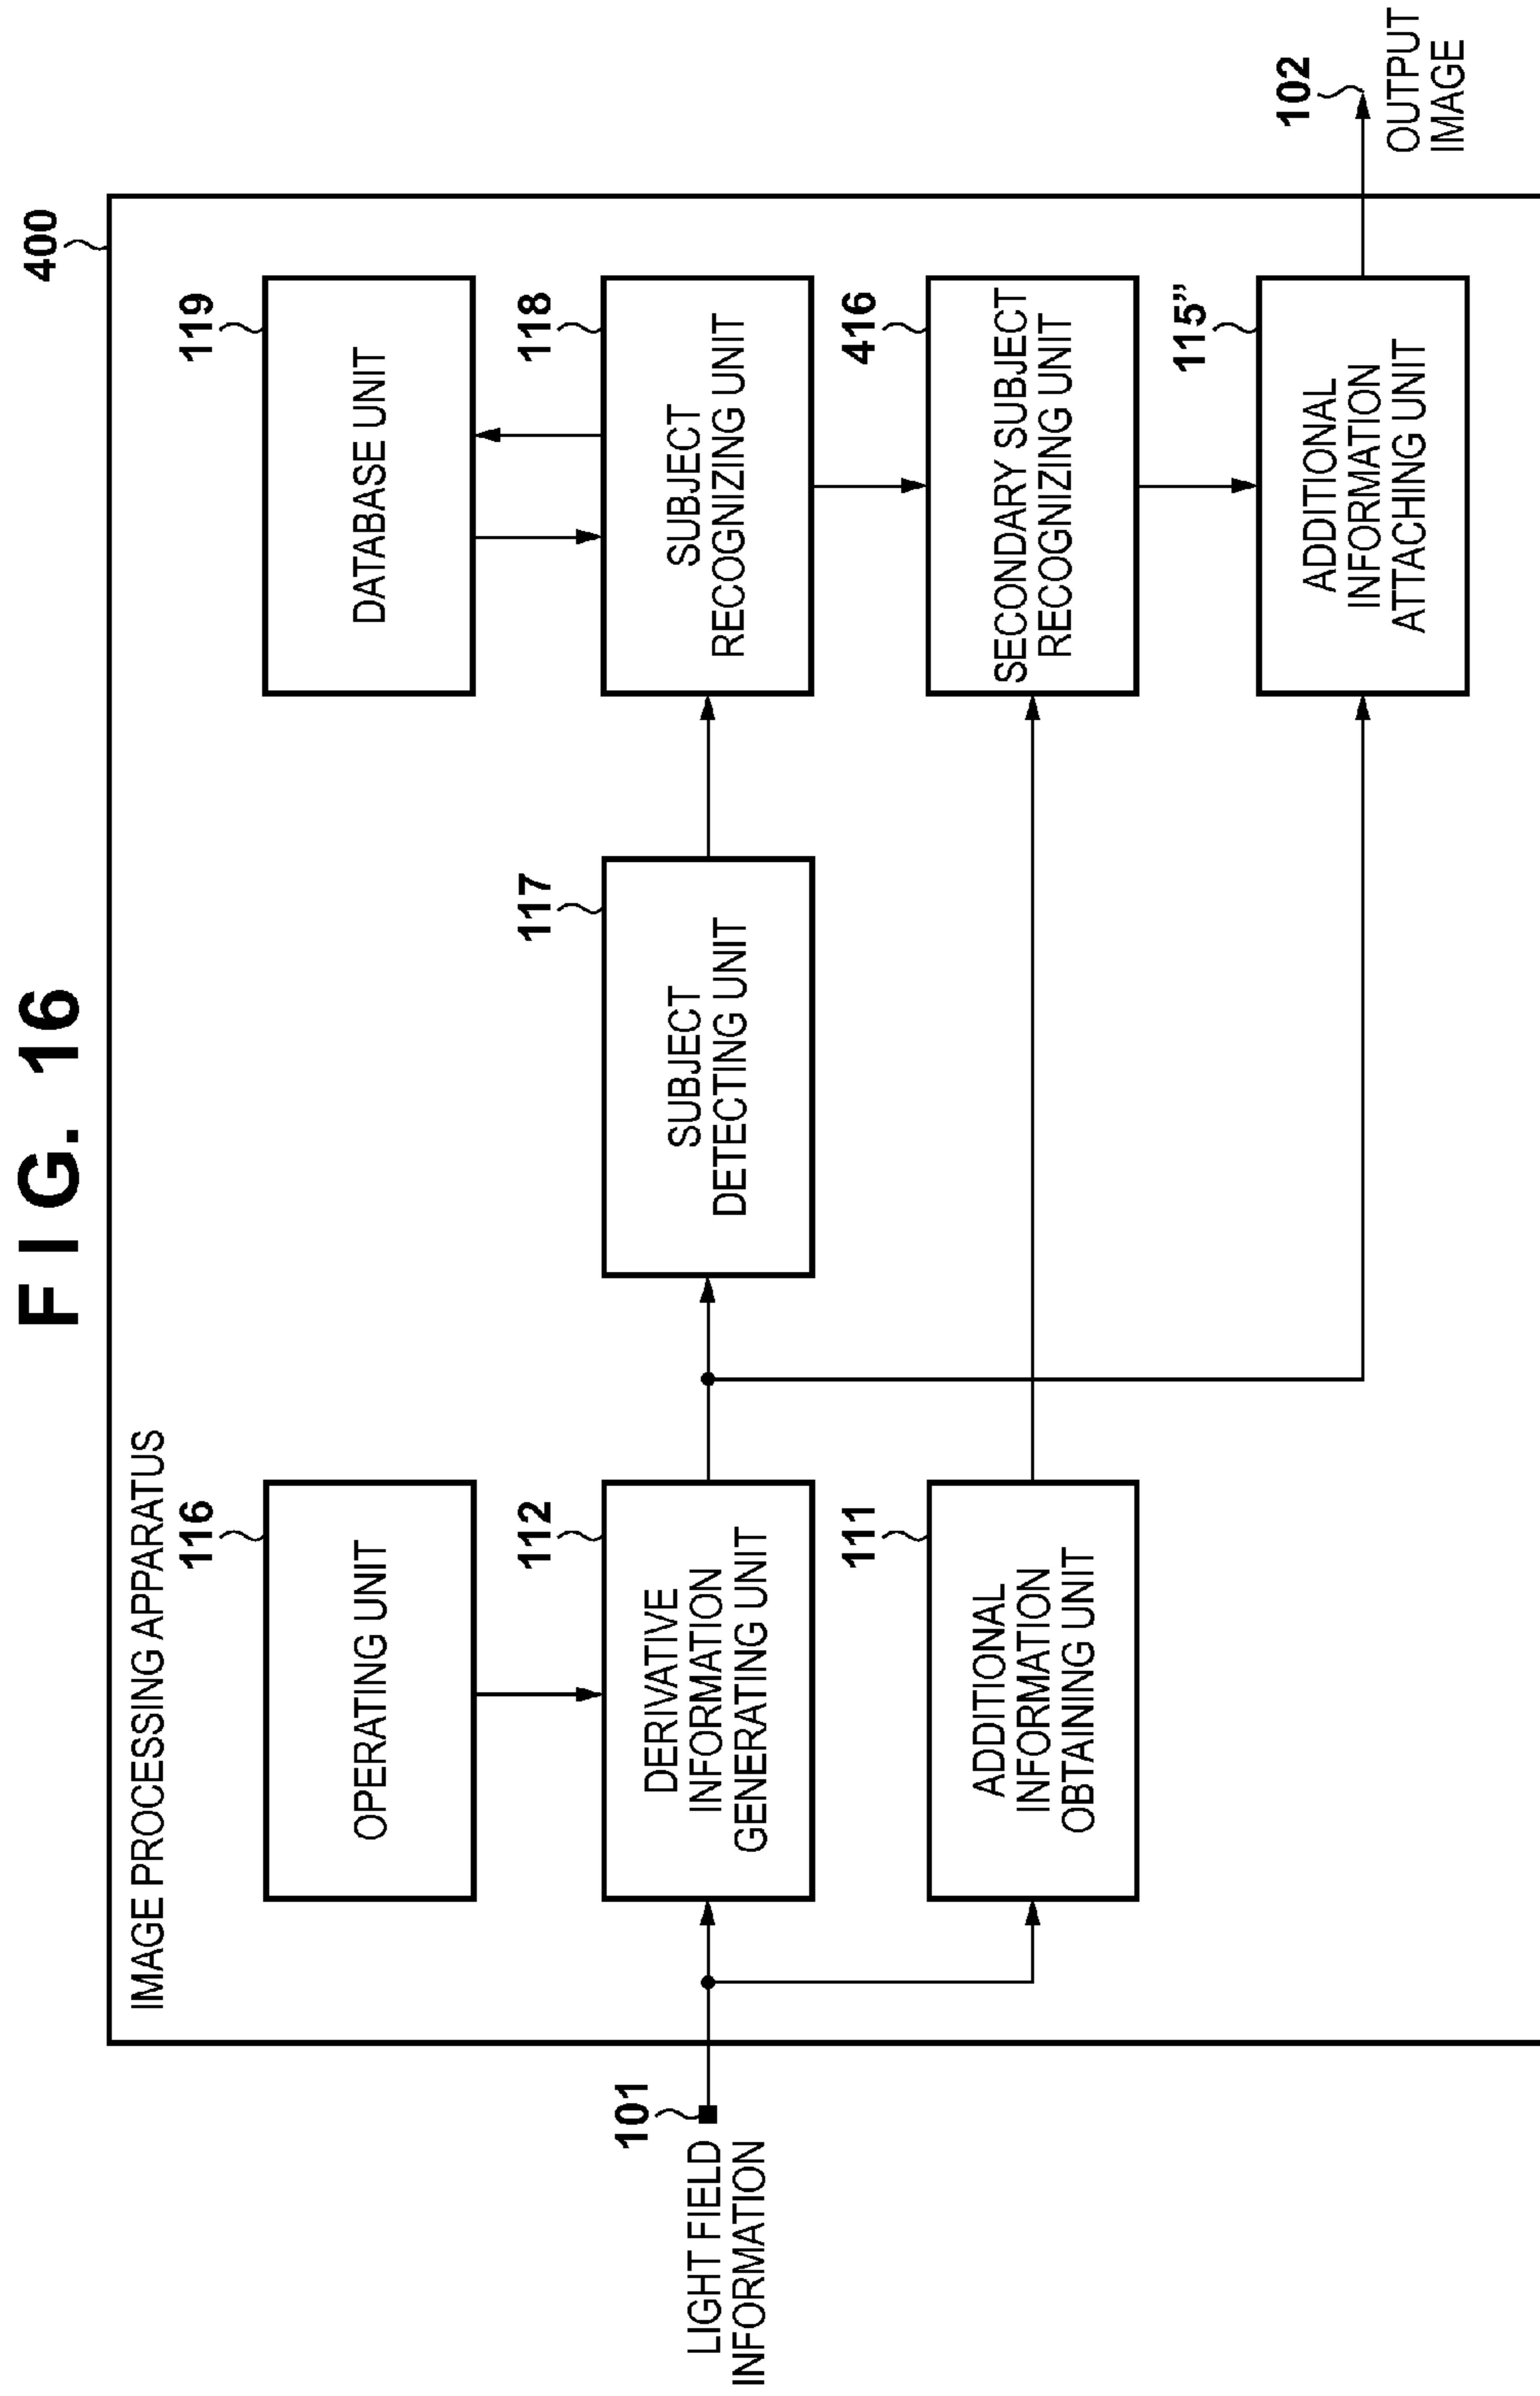 F I G. 16
400
IMAGE PROCESSING APPARATUS
116
OPERATING UNIT
119
DATABASE UNIT
101
LIGHT FIELD
INFORMATION
112
DERIVATIVE
INFORMATION
GENERATING UNIT
117
SUBJECT
DETECTING UNIT
118
SUBJECT
RECOGNIZING UNIT
111
ADDITIONAL
INFORMATION
OBTAINING UNIT
416
SECONDARY SUBJECT
RECOGNIZING UNIT
115”
ADDITIONAL
INFORMATION
ATTACHING UNIT
102
OUTPUT
IMAGE